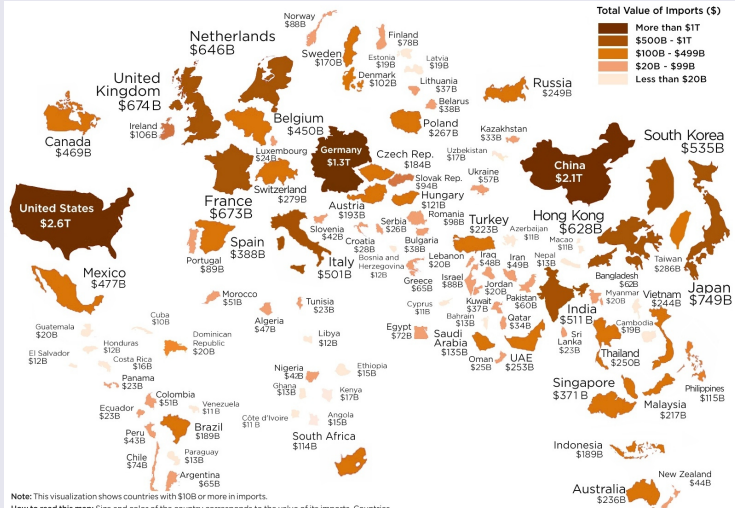 Total Value of Imports ($)
More than $1T
$500B - $1T
$100B - $499B
$20B - $99B
Less than $20B
Norway
$88B
Netherlands
$646B
Sweden
$170B
Finland
$78B
Estonia
$19B
Latvia
$19B
Denmark
$102B
Lithuania
$37B
Belarus
$38B
Russia
$249B
United
Kingdom
$674B
Ireland
$106B
Canada
$469B
Belgium
$450B
Luxembourg
$24B
Germany
$1.3T
Poland
$267B
Kazakhstan
$33B
Uzbekistan
$17B
Ukraine
$57B
China
$2.1T
South Korea
$535B
Czech Rep.
$184B
Slovak Rep.
$94B
Hungary
$121B
Switzerland
$279B
France
$673B
Austria
$193B
United States
$2.6T
Slovenia
$42B
Serbia
$26B
Romania
$98B
Turkey
$223B
Azerbaijan
$11B
Hong Kong
$628B
Macao
$11B
Taiwan
$286B
Japan
$749B
Spain
$388B
Portugal
$89B
Italy
$501B
Croatia
$28B
Bosnia and
Herzegovina
$12B
Bulgaria
$38B
Greece
$65B
Lebanon
$20B
Cyprus
$11B
Israel
$88B
Iraq
$48B
Iran
$49B
Jordan
$20B
Nepal
$13B
Kuwait
$37B
Pakistan
$60B
Bangladesh
$62B
Myanmar
$20B
Vietnam
$244B
Cambodia
$19B
Mexico
$477B
Morocco
$51B
Algeria
$47B
Tunisia
$23B
Libya
$12B
Egypt
$72B
Saudi
Arabia
$135B
Bahrain
$13B
Qatar
$34B
Oman
$25B
UAE
$253B
India
$511B
Sri
Lanka
$23B
Thailand
$250B
Guatemala
$20B
Honduras
$12B
El Salvador
$12B
Costa Rica
$16B
Cuba
$10B
Dominican
Republic
$20B
Panama
$23B
Colombia
$51B
Venezuela
$11B
Ecuador
$23B
Peru
$43B
Brazil
$189B
Paraguay
$13B
Chile
$74B
Argentina
$65B
Nigeria
$42B
Ethiopia
$15B
Ghana
$13B
Kenya
$17B
Côte d'Ivoire
$11B
Angola
$15B
South Africa
$114B
Singapore
$371B
Malaysia
$217B
Philippines
$115B
Indonesia
$189B
Australia
$236B
New Zealand
$44B
Note: This visualization shows countries with $10B or more in imports.